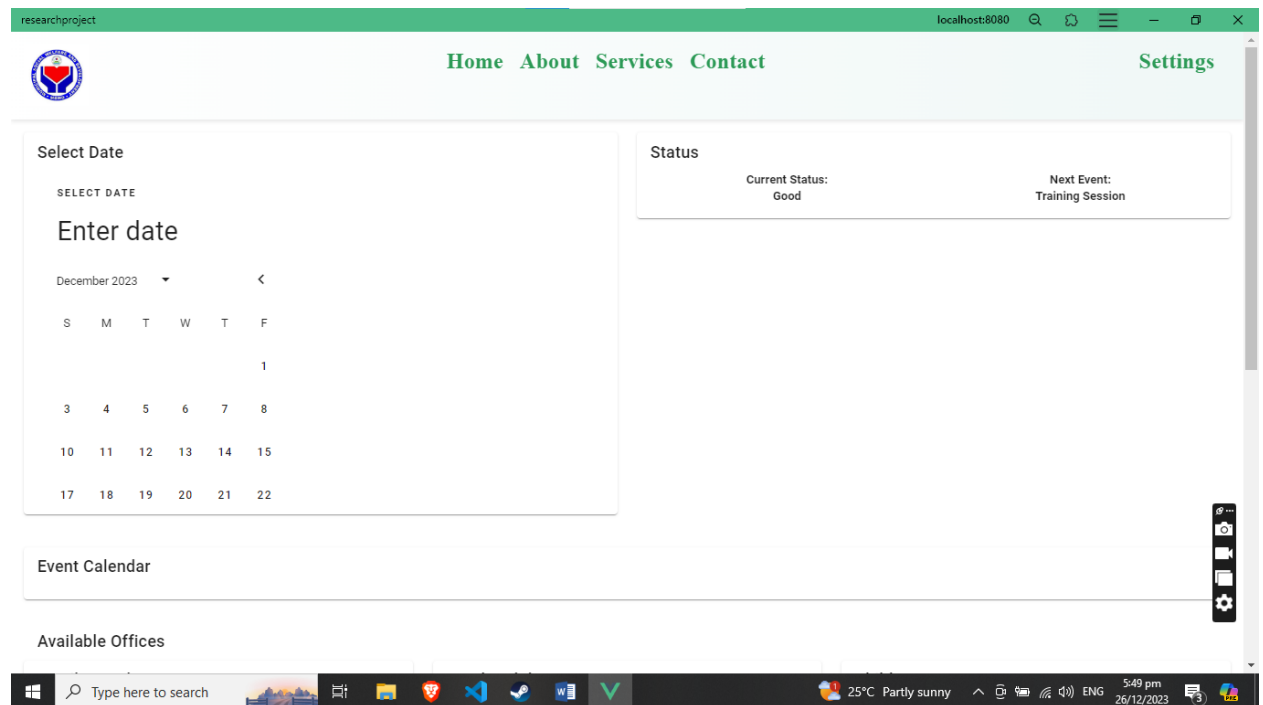 researchproject
localhost:8080
Home About Services Contact
Settings
Select Date
SELECT DATE
Enter date
December 2023
S M T W T F
1
3 4 5 6 7 8
10 11 12 13 14 15
17 18 19 20 21 22
Status
Current Status:
Good
Next Event:
Training Session
Event Calendar
Available Offices
Type here to search
25°C Partly sunny
ENG
5:49 pm
26/12/2023
3